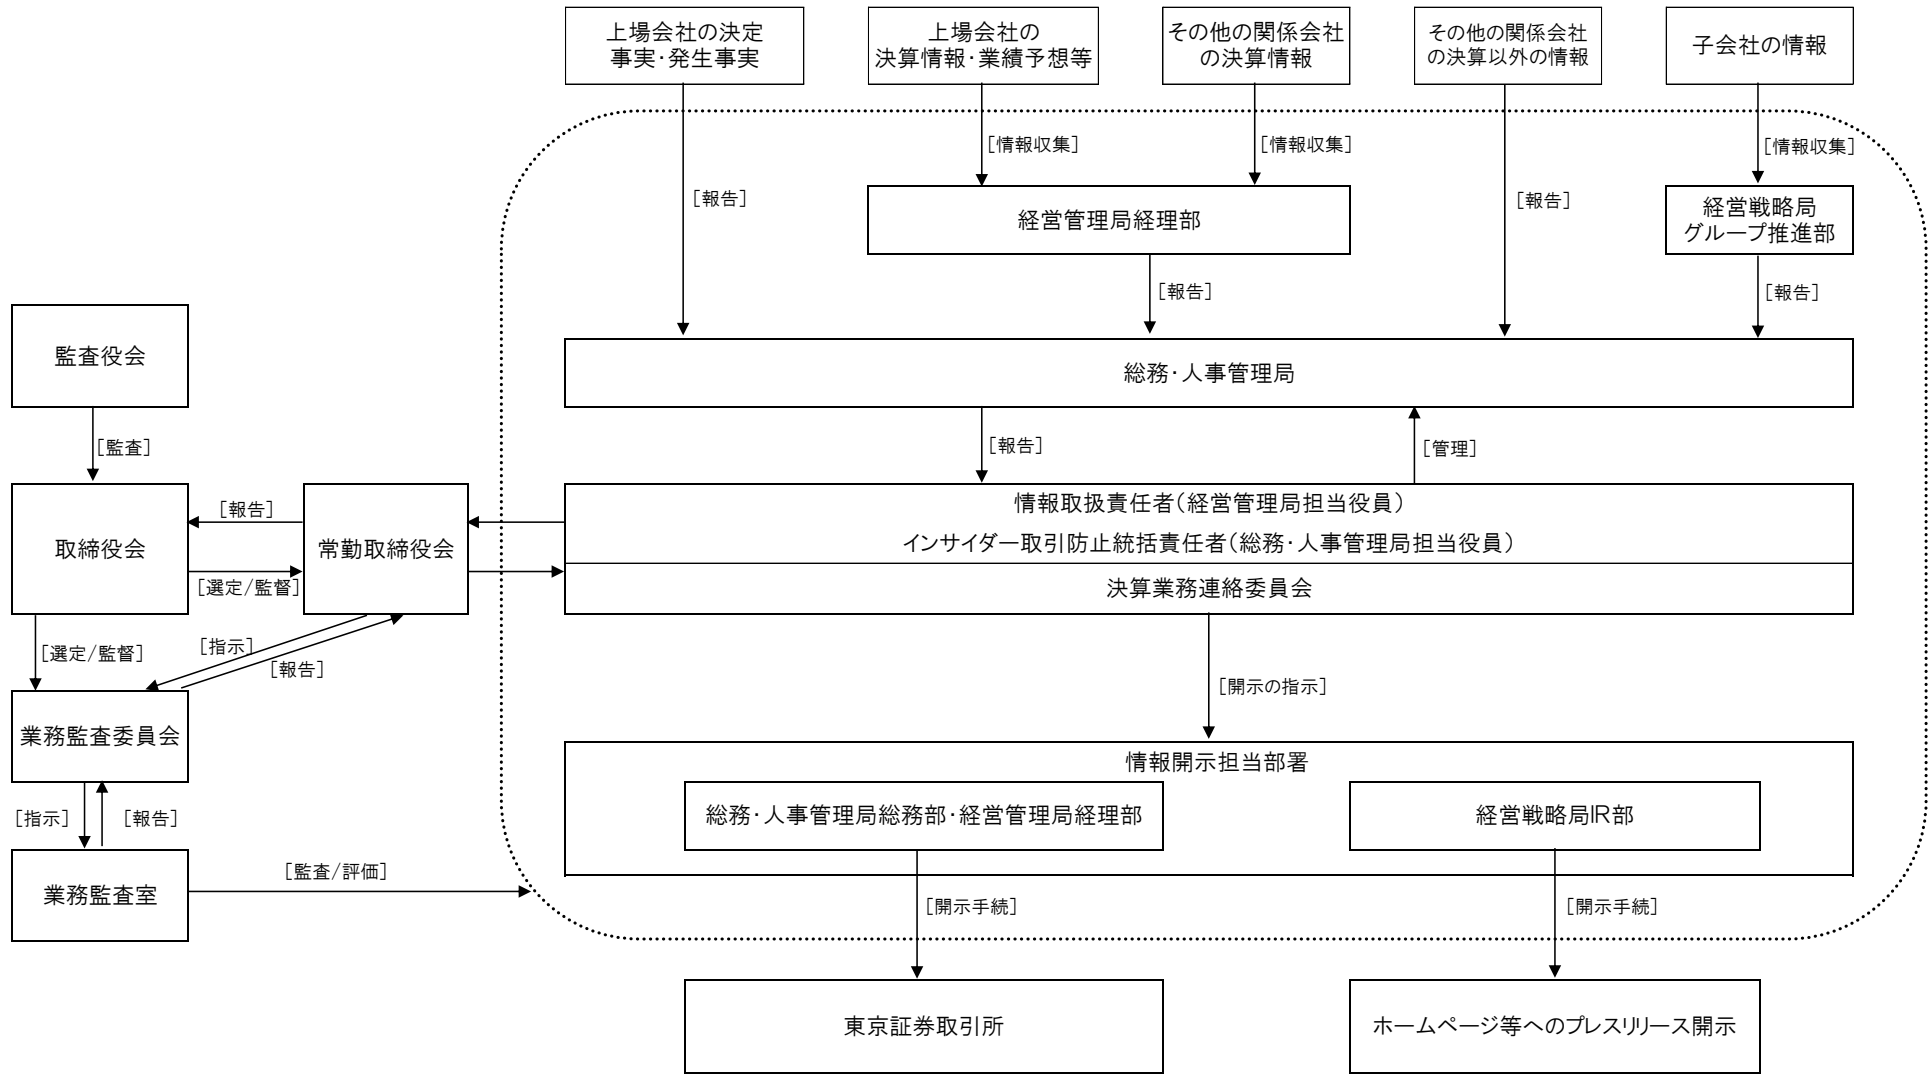 上場会社の決定
事実・発生事実
上場会社の
決算情報・業績予想等
その他の関係会社
の決算情報
その他の関係会社
の決算以外の情報
子会社の情報
［情報収集］
［情報収集］
［情報収集］
［報告］
経営管理局経理部
［報告］
経営戦略局
グループ推進部
［報告］
［報告］
監査役会
総務・人事管理局
［監査］
［報告］
［管理］
取締役会
［報告］
［選定/監督］
常勤取締役会
情報取扱責任者（経営管理局担当役員）
インサイダー取引防止統括責任者（総務・人事管理局担当役員）
決算業務連絡委員会
［選定/監督］
［指示］
［報告］
［開示の指示］
業務監査委員会
情報開示担当部署
総務・人事管理局総務部・経営管理局経理部
経営戦略局IR部
［指示］
［報告］
業務監査室
［監査/評価］
［開示手続］
［開示手続］
東京証券取引所
ホームページ等へのプレスリリース開示